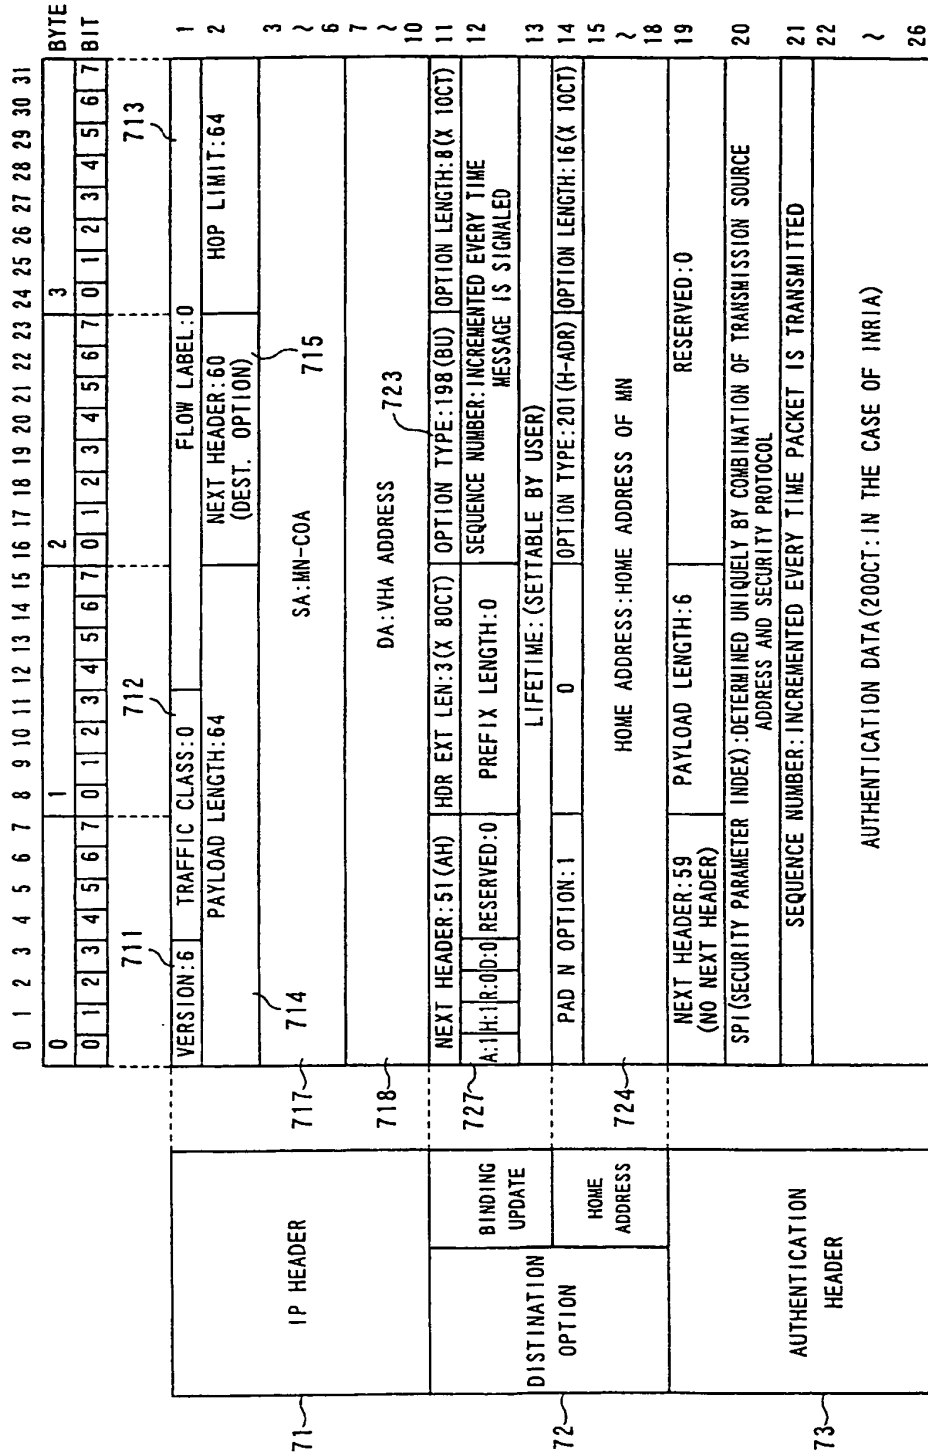 0 1 2 3 4 5 6 7 8 9 10 11 12 13 14 15 16 17 18 19 20 21 22 23 24 25 26 27 28 29 30 31
0 1 2 3 BYTE
0 1 2 3 4 5 6 7 0 1 2 3 4 5 6 7 0 1 2 3 4 5 6 7 0 1 2 3 4 5 6 7 BIT
711 712 713
VERSION:6 TRAFFIC CLASS:0 FLOW LABEL:0 1
PAYLOAD LENGTH:64 NEXT HEADER:60 HOP LIMIT:64 2
(DEST. OPTION)
714 715
71 IP HEADER
717 SA:MN-COA 3
~
6
718 DA:VHA ADDRESS 7
~
10
723
NEXT HEADER:51(AH) HDR EXT LEN:3(X 8OCT) OPTION TYPE:198(BU) OPTION LENGTH:8(X 1OCT) 11
727 A:1 H:1 R:0 D:0 RESERVED:0 PREFIX LENGTH:0 SEQUENCE NUMBER:INCREMENTED EVERY TIME 12
MESSAGE IS SIGNALED
BINDING
UPDATE
LIFETIME:(SETTABLE BY USER) 13
72 DISTINATION
OPTION
PAD N OPTION:1 0 OPTION TYPE:201(H-ADR) OPTION LENGTH:16(X 1OCT) 14
HOME
ADDRESS
724 HOME ADDRESS:HOME ADDRESS OF MN 15
~
18
NEXT HEADER:59 PAYLOAD LENGTH:6 RESERVED:0 19
(NO NEXT HEADER)
SPI(SECURITY PARAMETER INDEX):DETERMINED UNIQUELY BY COMBINATION OF TRANSMISSION SOURCE 20
ADDRESS AND SECURITY PROTOCOL
SEQUENCE NUMBER:INCREMENTED EVERY TIME PACKET IS TRANSMITTED 21
73 AUTHENTICATION
HEADER
AUTHENTICATION DATA(20OCT:IN THE CASE OF INRIA) 22
~
26